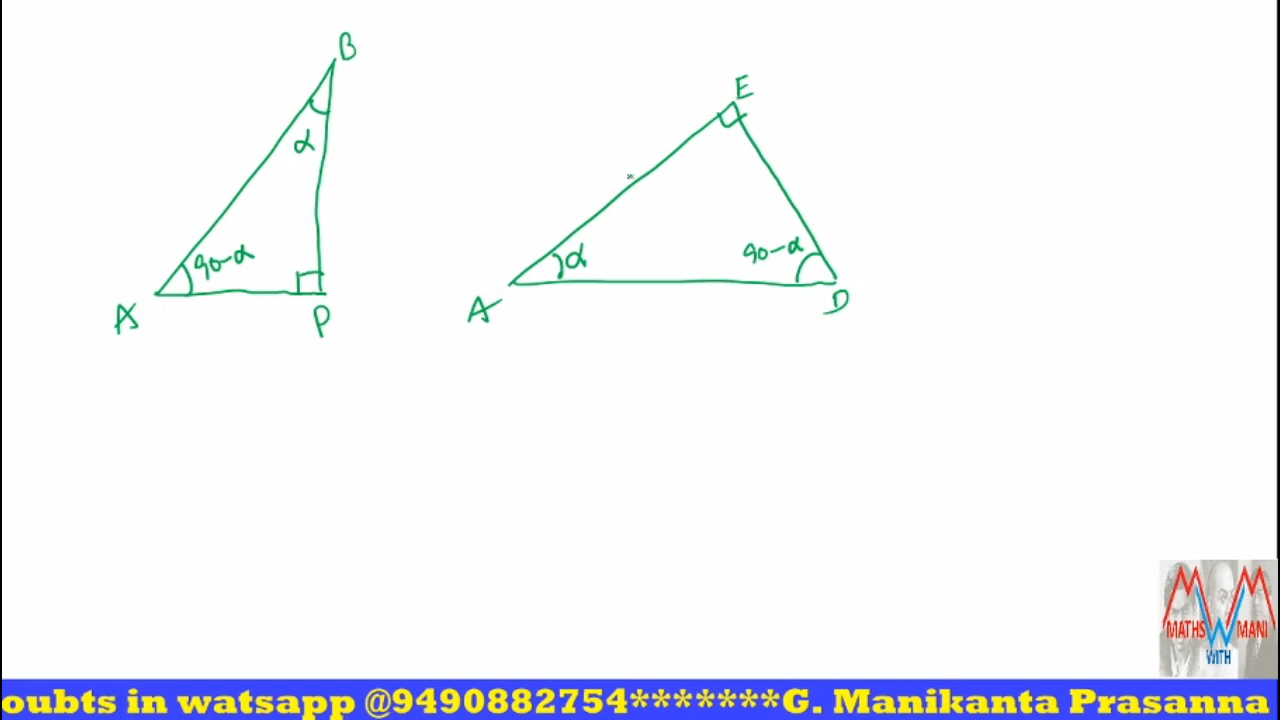 B
α
90-α
A
P
E
α
90-α
A
D
MATHS WITH MANI
oubts in watsapp @9490882754*******G. Manikanta Prasanna